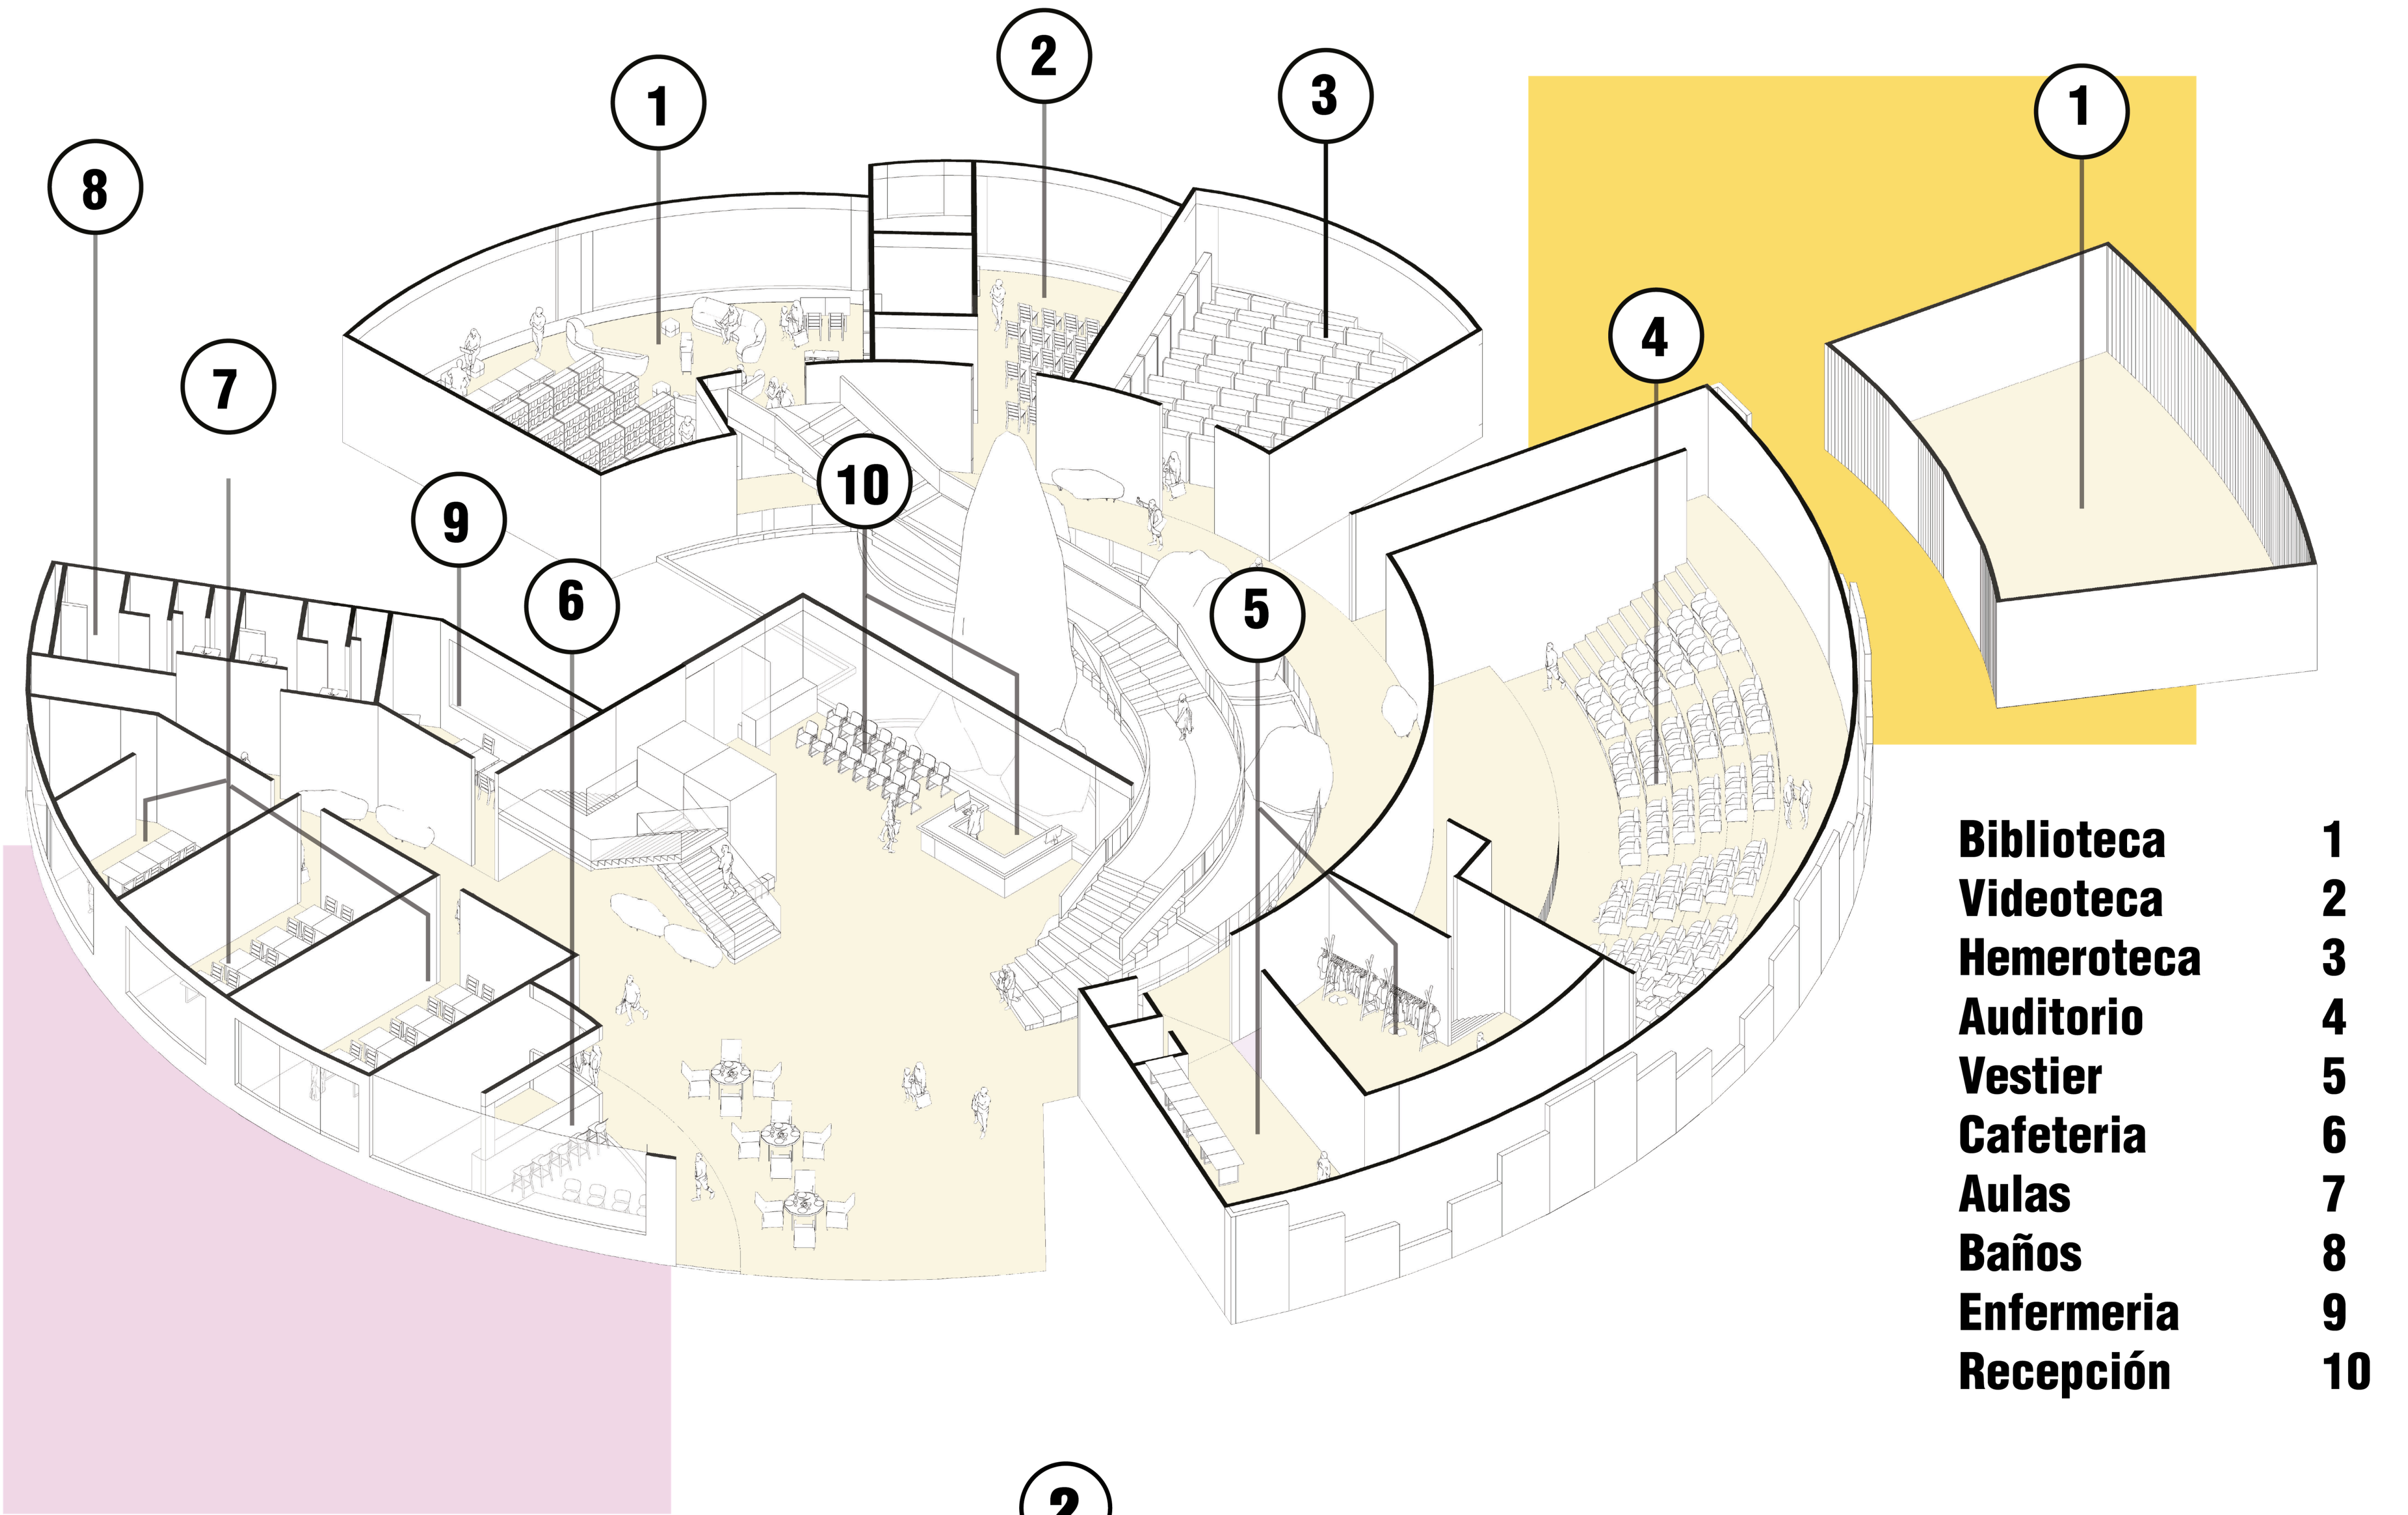 2
1
3
1
8
4
7
10
9
6
5
Biblioteca 1
Videoteca 2
Hemeroteca 3
Auditorio 4
Vestier 5
Cafeteria 6
Aulas 7
Baños 8
Enfermeria 9
Recepción 10
2